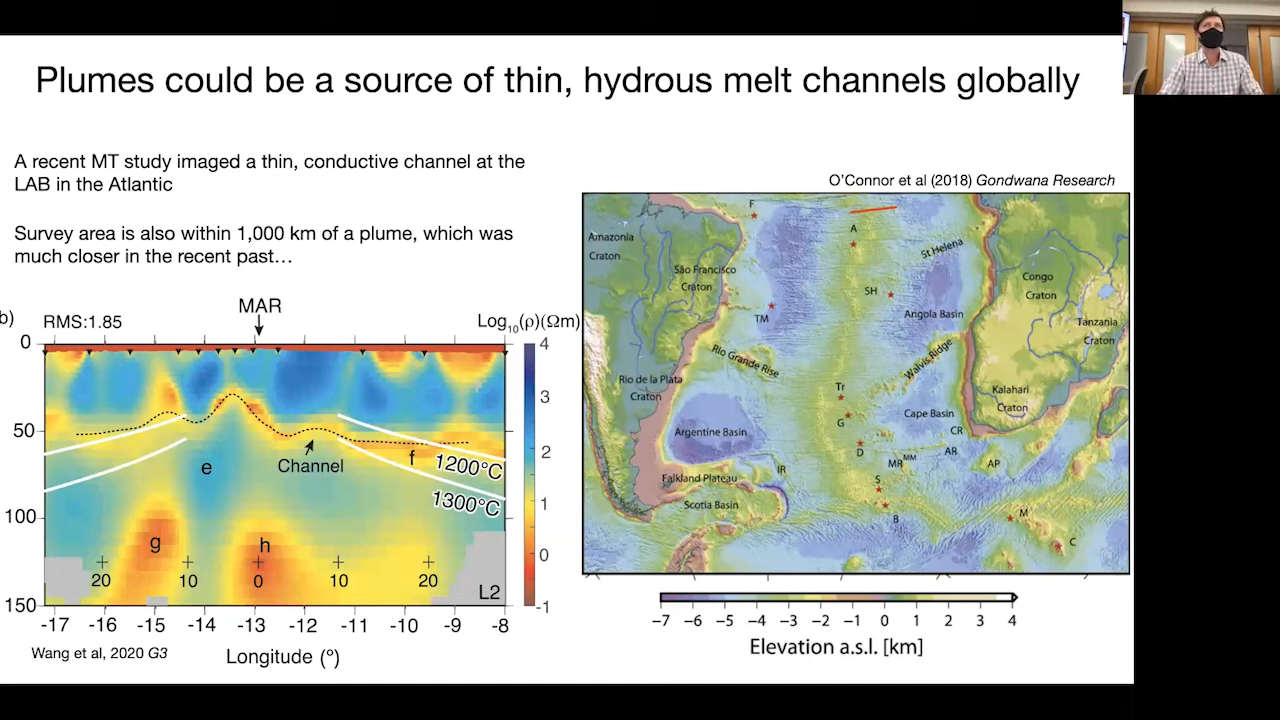 Plumes could be a source of thin, hydrous melt channels globally
A recent MT study imaged a thin, conductive channel at the
LAB in the Atlantic
Survey area is also within 1,000 km of a plume, which was
much closer in the recent past…
b)
RMS:1.85
MAR
Log10(ρ)(Ωm)
0
50
100
150
e
Channel
f
1200°C
1300°C
g
h
20
10
0
10
20
L2
-17
-16
-15
-14
-13
-12
-11
-10
-9
-8
4
3
2
1
0
-1
Wang et al, 2020 G3
Longitude (º)
O'Connor et al (2018) Gondwana Research
F
A
Amazonia
Craton
St Helena
São Francisco
Craton
Congo
Craton
SH
TM
Angola Basin
Tanzania
Craton
Rio Grande Rise
Walvis Ridge
Rio de la Plata
Craton
Tr
Kalahari
Craton
G
Cape Basin
Argentine Basin
CR
D
MM
AR
MR
AP
IR
Falkland Plateau
S
Scotia Basin
B
M
C
−7 −6 −5 −4 −3 −2 −1 0 1 2 3 4
Elevation a.s.l. [km]